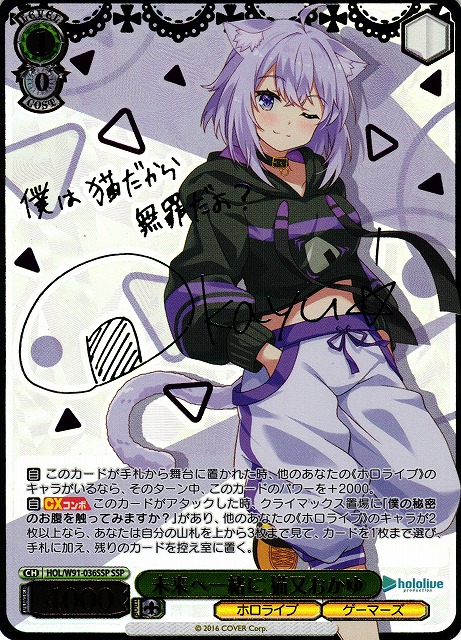 LEVEL
1
0
COST
僕は猫だから
無罪だお?
Okayu
自 このカードが手札から舞台に置かれた時、他のあなたの《ホロライブ》の
キャラがいるなら、そのターン中、このカードのパワーを+2000。
自 CXコンボ このカードがアタックした時、クライマックス置場に「僕の秘密
のお腹を触ってみますか?」があり、他のあなたの《ホロライブ》のキャラが2
枚以上なら、あなたは自分の山札を上から3枚まで見て、カードを1枚まで選び、
手札に加え、残りのカードを控え室に置く。
CH HOL/W91-036SSP SSP
未来へ一緒に 猫又おかゆ
hololive
production
ホロライブ ゲーマーズ
© 2016 COVER Corp.